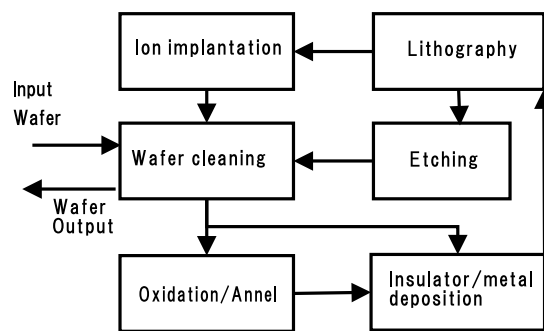 Ion implantation
Lithography
Input
Wafer
Wafer cleaning
Etching
Wafer
Output
Oxidation/Annel
Insulator/metal
deposition